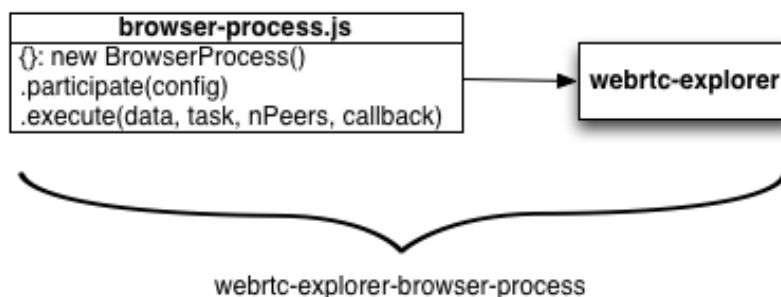 browser-process.js
{}: new BrowserProcess()
.participate(config)
.execute(data, task, nPeers, callback)
webrtc-explorer
webrtc-explorer-browser-process